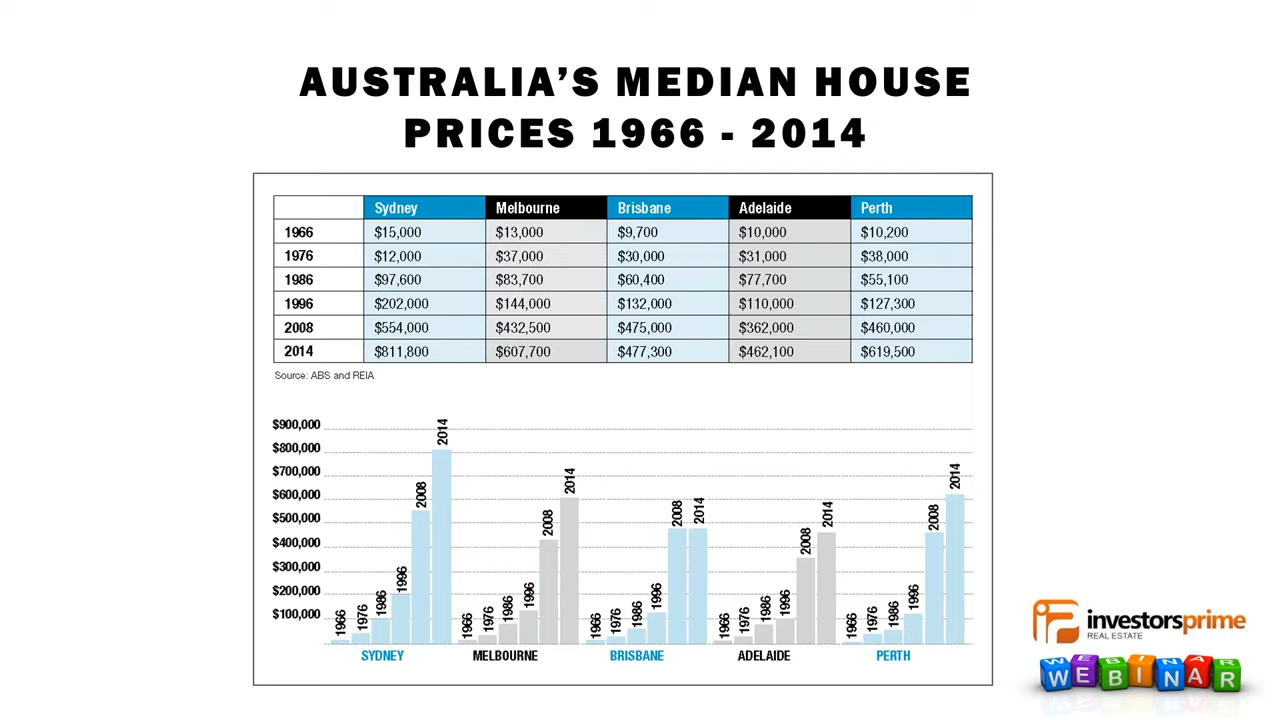 AUSTRALIA’S MEDIAN HOUSE
PRICES 1966 - 2014
Sydney Melbourne Brisbane Adelaide Perth
1966 $15,000 $13,000 $9,700 $10,000 $10,200
1976 $12,000 $37,000 $30,000 $31,000 $38,000
1986 $97,600 $83,700 $60,400 $77,700 $55,100
1996 $202,000 $144,000 $132,000 $110,000 $127,300
2008 $554,000 $432,500 $475,000 $362,000 $460,000
2014 $811,800 $607,700 $477,300 $462,100 $619,500
Source: ABS and REIA
$900,000
$800,000
$700,000
$600,000
$500,000
$400,000
$300,000
$200,000
$100,000
1966 1976 1986 1996 2008 2014
1966 1976 1986 1996 2008 2014
1966 1976 1986 1996 2008 2014
1966 1976 1986 1996 2008 2014
1966 1976 1986 1996 2008 2014
SYDNEY MELBOURNE BRISBANE ADELAIDE PERTH
investorsprime
REAL ESTATE
WEBINAR
WEBINAR